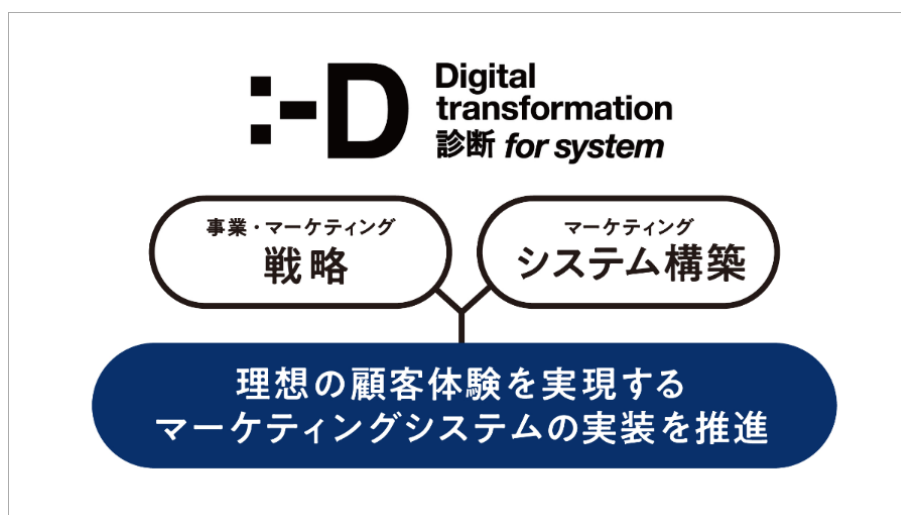 :-D
Digital
transformation
診断 for system
事業・マーケティング
戦略
マーケティング
システム構築
理想の顧客体験を実現する
マーケティングシステムの実装を推進